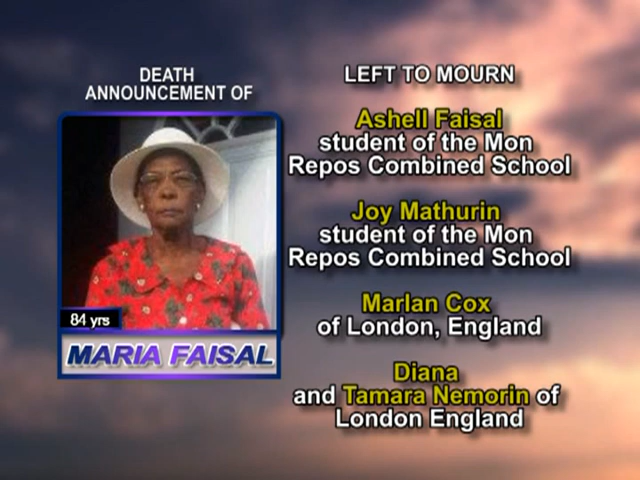 DEATH
ANNOUNCEMENT OF
84 yrs
MARIA FAISAL
LEFT TO MOURN
Ashell Faisal
student of the Mon
Repos Combined School
Joy Mathurin
student of the Mon
Repos Combined School
Marlan Cox
of London, England
Diana
and Tamara Nemorin of
London England